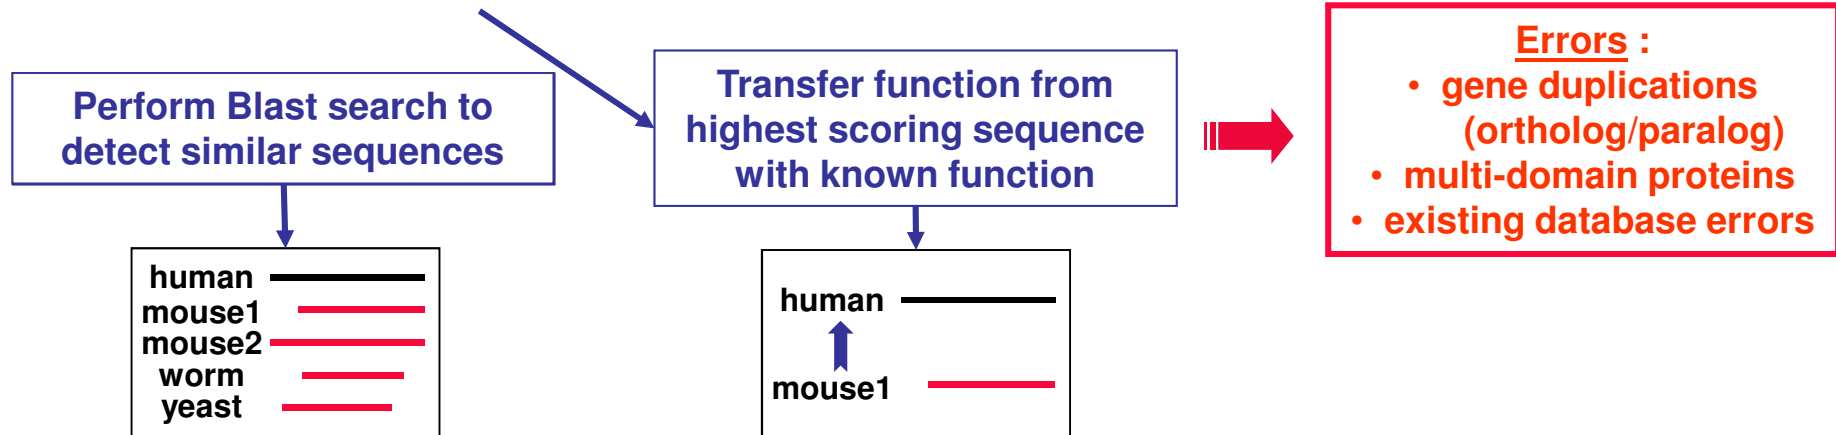 Perform Blast search to
detect similar sequences
human
mouse1
mouse2
worm
yeast
Transfer function from
highest scoring sequence
with known function
human
mouse1
Errors :
• gene duplications
(ortholog/paralog)
• multi-domain proteins
• existing database errors